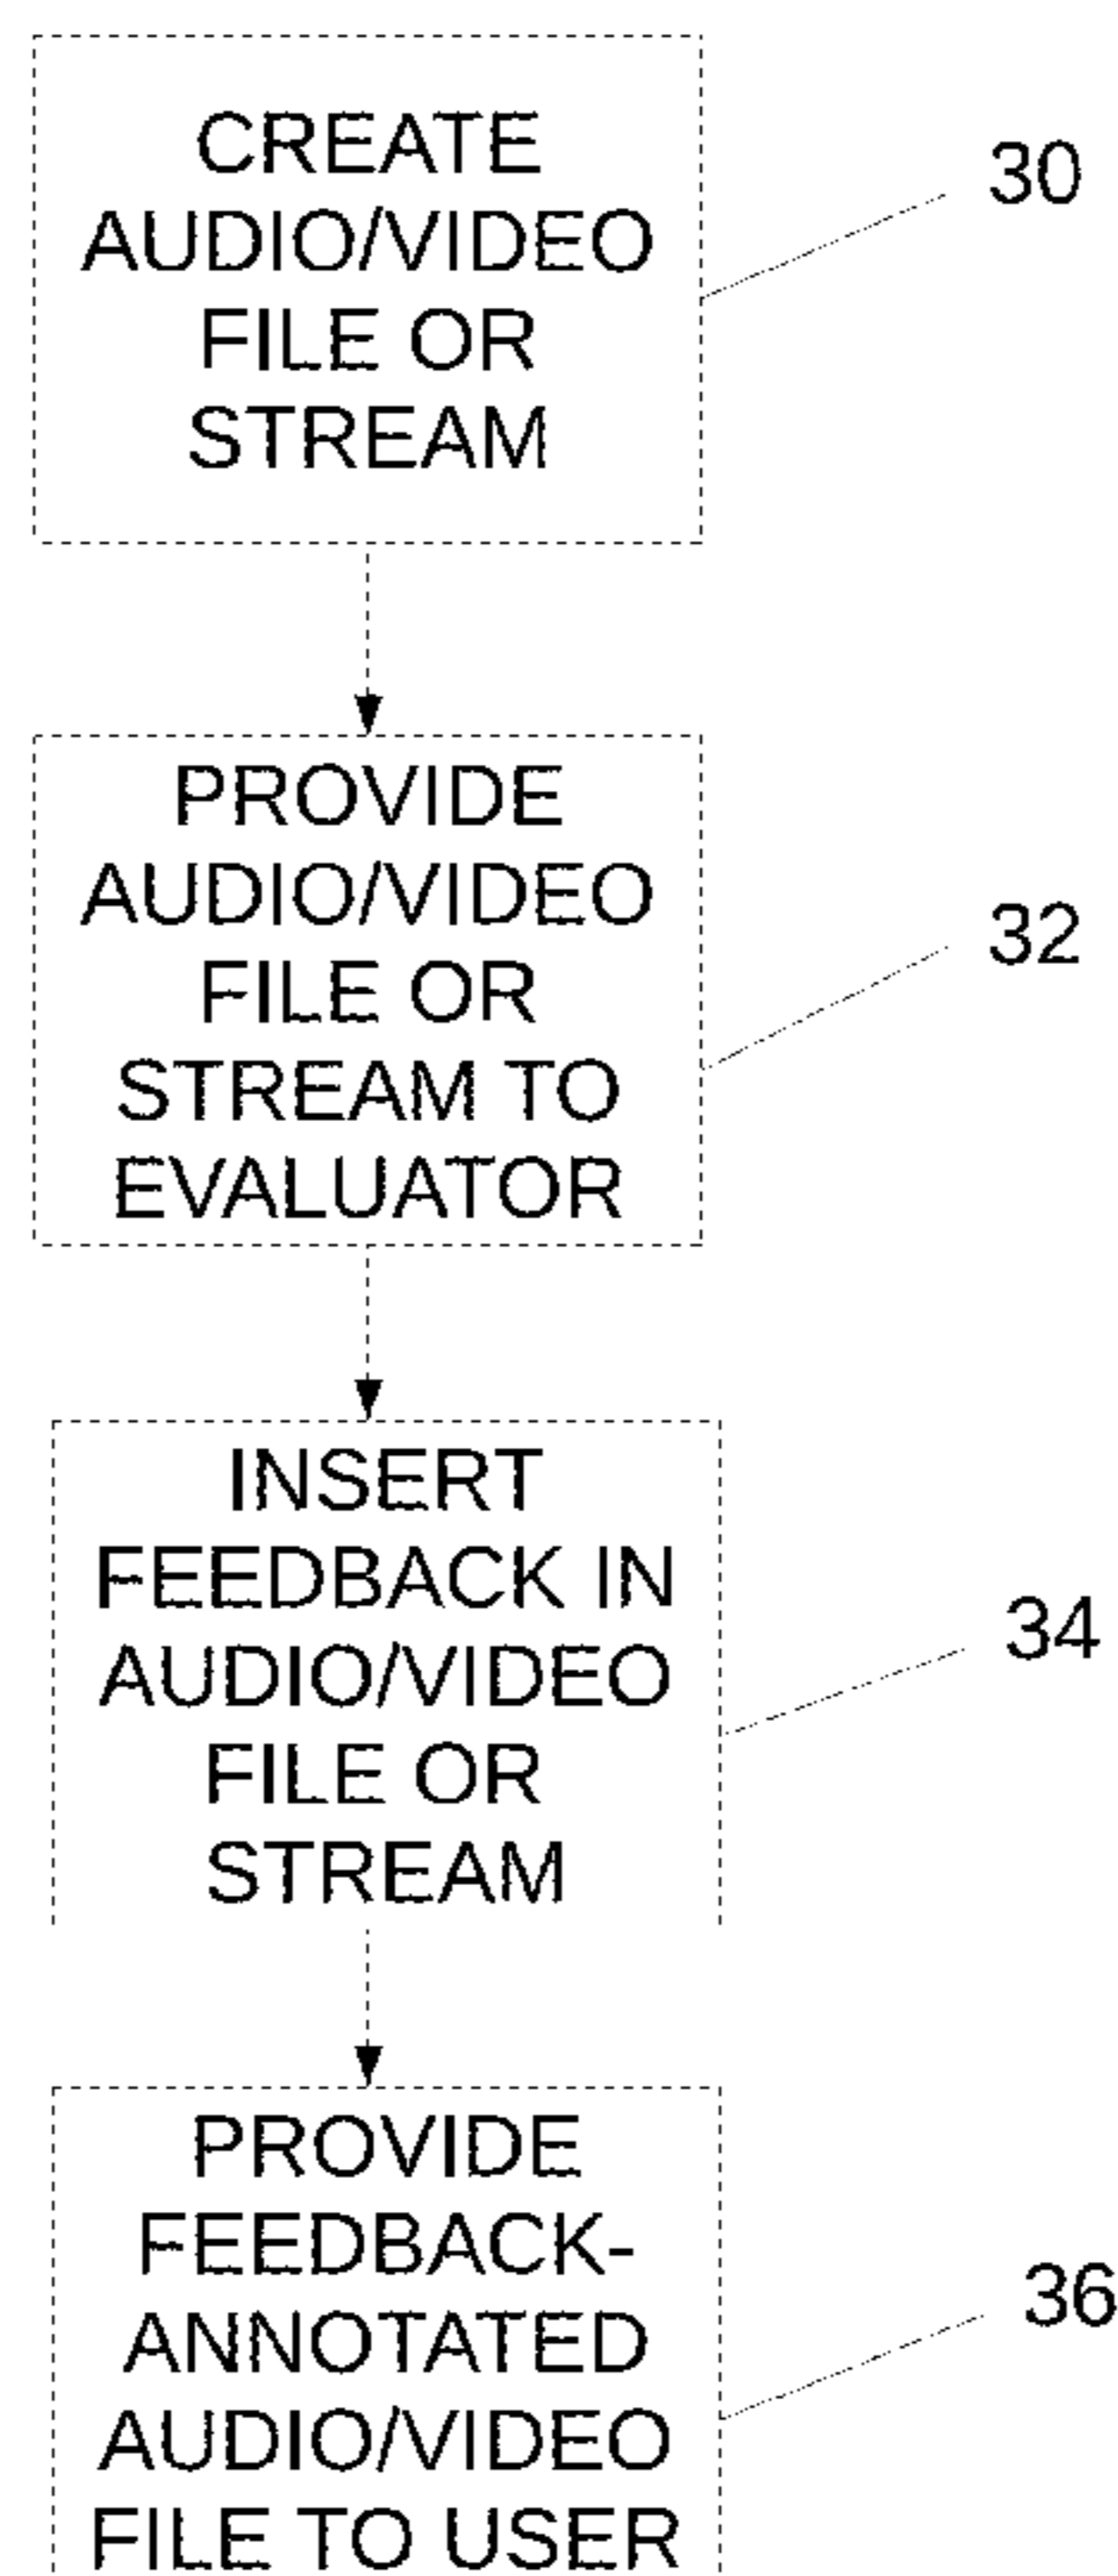 CREATE
AUDIO/VIDEO
FILE OR
STREAM
30
PROVIDE
AUDIO/VIDEO
FILE OR
STREAM TO
EVALUATOR
32
INSERT
FEEDBACK IN
AUDIO/VIDEO
FILE OR
STREAM
34
PROVIDE
FEEDBACK-
ANNOTATED
AUDIO/VIDEO
FILE TO USER
36